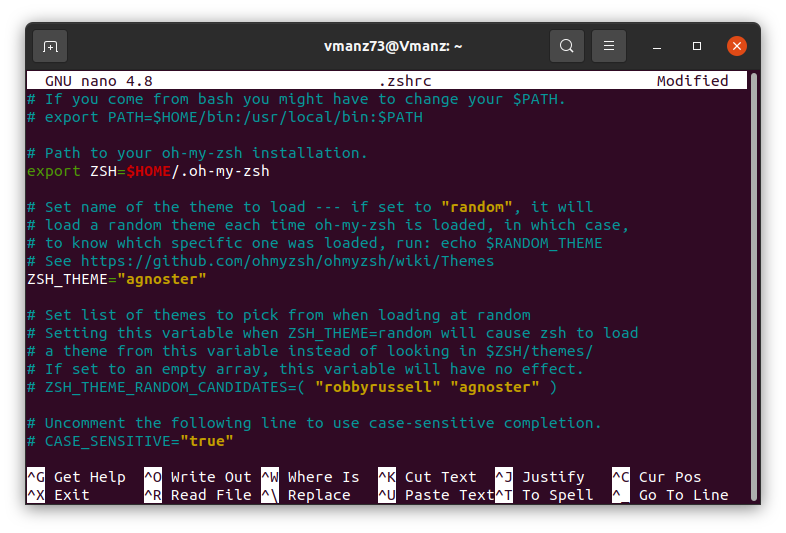 vmanz73@Vmanz: ~
GNU nano 4.8 .zshrc Modified
# If you come from bash you might have to change your $PATH.
# export PATH=$HOME/bin:/usr/local/bin:$PATH
# Path to your oh-my-zsh installation.
export ZSH=$HOME/.oh-my-zsh
# Set name of the theme to load --- if set to "random", it will
# load a random theme each time oh-my-zsh is loaded, in which case,
# to know which specific one was loaded, run: echo $RANDOM_THEME
# See https://github.com/ohmyzsh/ohmyzsh/wiki/Themes
ZSH_THEME="agnoster"
# Set list of themes to pick from when loading at random
# Setting this variable when ZSH_THEME=random will cause zsh to load
# a theme from this variable instead of looking in $ZSH/themes/
# If set to an empty array, this variable will have no effect.
# ZSH_THEME_RANDOM_CANDIDATES=( "robbyrussell" "agnoster" )
# Uncomment the following line to use case-sensitive completion.
# CASE_SENSITIVE="true"
^G Get Help ^O Write Out ^W Where Is ^K Cut Text ^J Justify ^C Cur Pos
^X Exit ^R Read File ^\ Replace ^U Paste Text ^T To Spell ^_ Go To Line